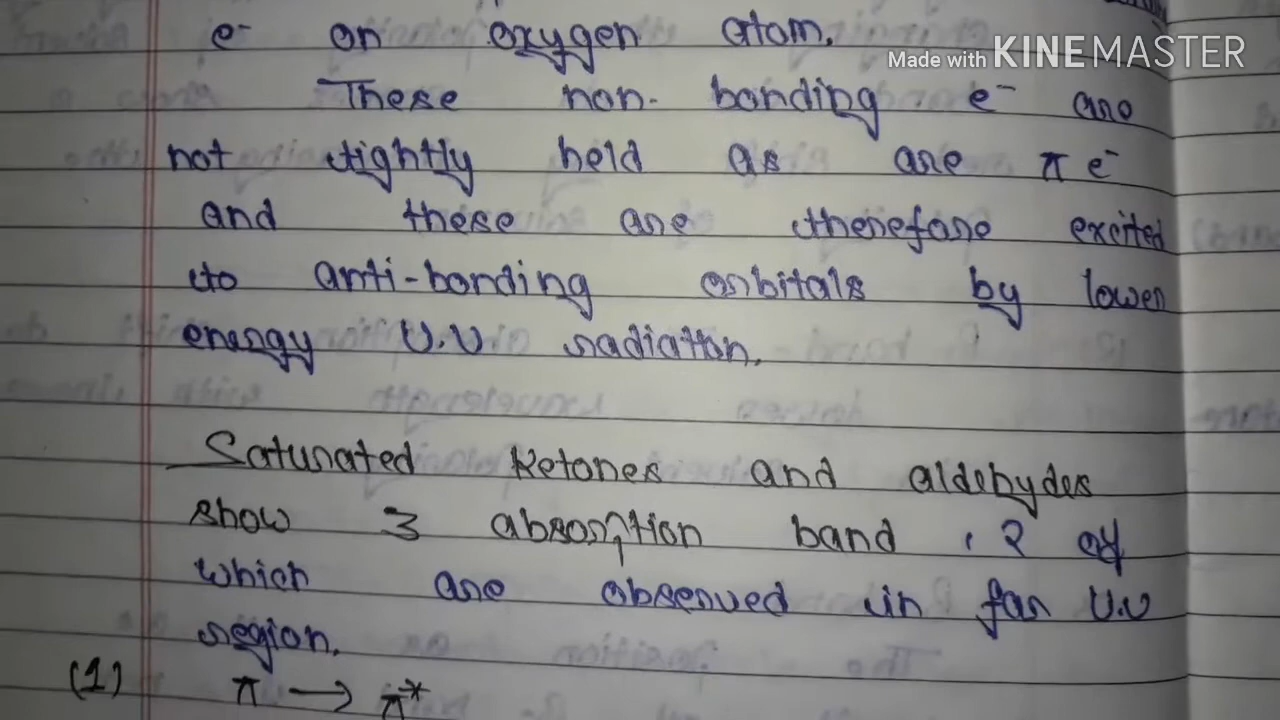 e⁻ on oxygen atom.
Made with KINEMASTER
These non-bonding e⁻ are
not tightly held as are π e⁻
and these are therefore excited
to anti-bonding orbitals by lower
energy U.V radiation.
Saturated Ketones and aldehydes
show 3 absorption band, 2 of
which are observed in far U.V
region.
(1) π → π*